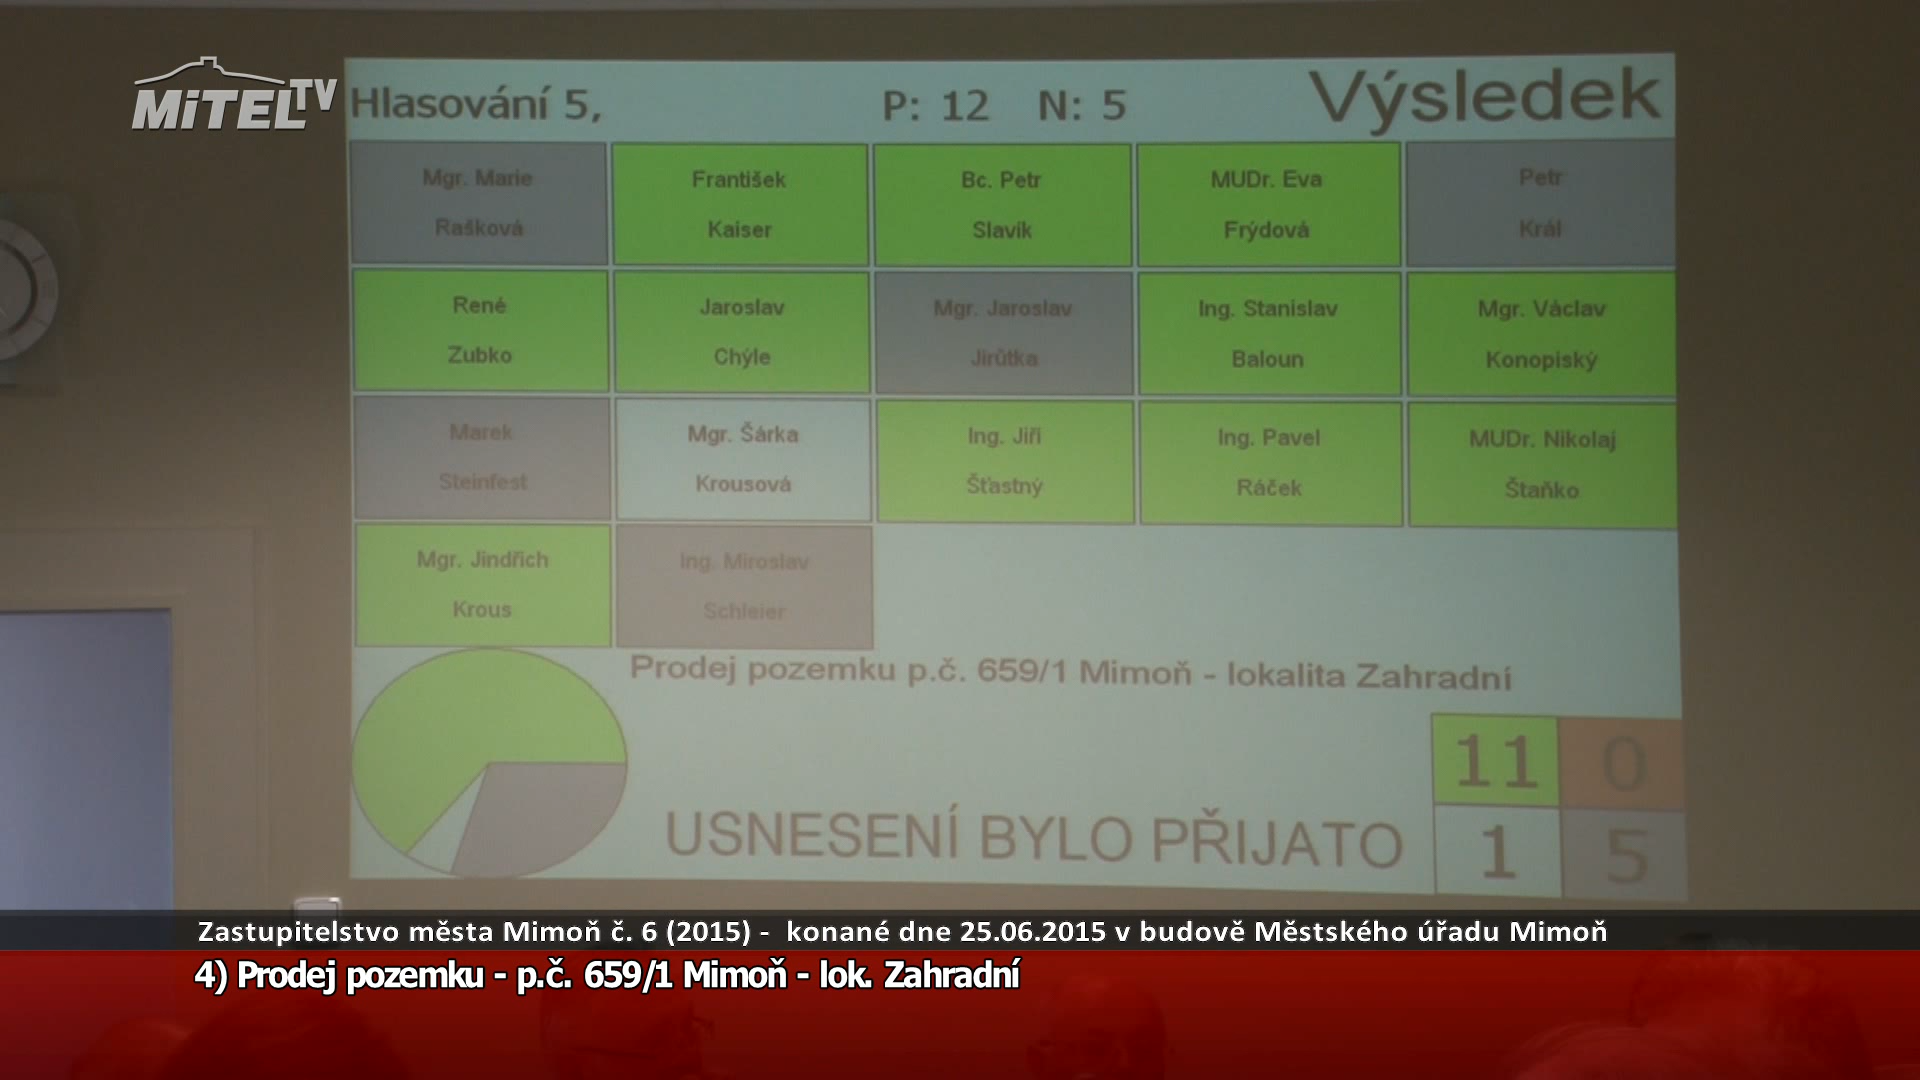 MiTEL TV
Hlasování 5, P: 12 N: 5 Výsledek
Mgr. Marie
Rašková
František
Kaiser
Bc. Petr
Slavík
MUDr. Eva
Frýdová
Petr
Král
René
Zubko
Jaroslav
Chýle
Mgr. Jaroslav
Jirůtka
Ing. Stanislav
Baloun
Mgr. Václav
Konopiský
Marek
Steinfest
Mgr. Šárka
Krousová
Ing. Jiří
Šťastný
Ing. Pavel
Ráček
MUDr. Nikolaj
Štaňko
Mgr. Jindřich
Krous
Ing. Miroslav
Schleier
Prodej pozemku p.č. 659/1 Mimoň - lokalita Zahradní
11 0
USNESENÍ BYLO PŘIJATO
1 5
Zastupitelstvo města Mimoň č. 6 (2015) - konané dne 25.06.2015 v budově Městského úřadu Mimoň
4) Prodej pozemku - p.č. 659/1 Mimoň - lok. Zahradní